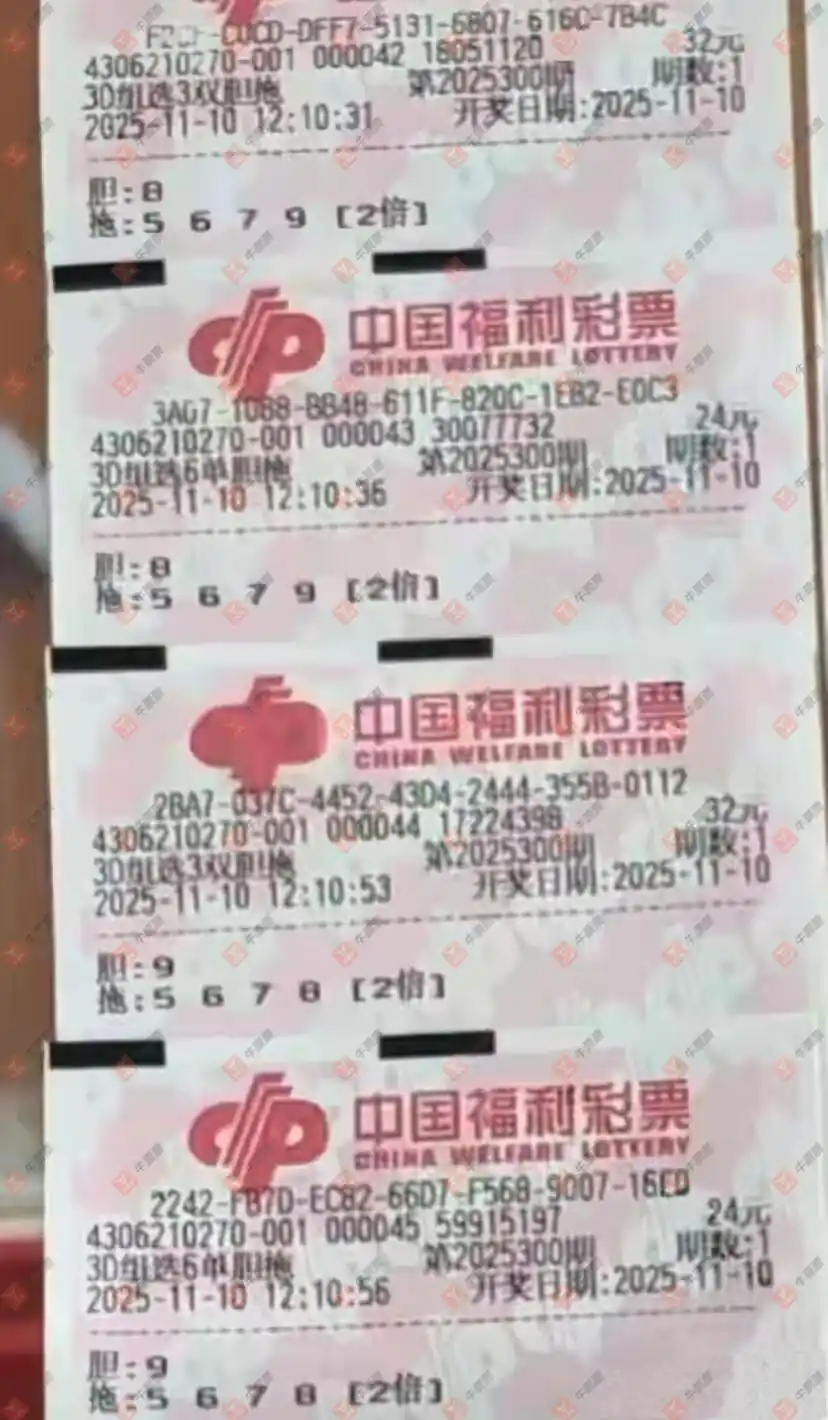 4306210270-001 000042 18051120 32元
3D组选3双胆拖 第2025300期 期数:1
2025-11-10 12:10:31 开奖日期:2025-11-10
胆:8
拖:5 6 7 9 [2倍]
中国福利彩票
CHINA WELFARE LOTTERY
3AD7-1088-BB48-611F-820C-1EB2-E0C3
4306210270-001 000043 30077732 24元
3D组选6单胆拖 第2025300期 期数:1
2025-11-10 12:10:36 开奖日期:2025-11-10
胆:8
拖:5 6 7 9 [2倍]
中国福利彩票
CHINA WELFARE LOTTERY
2BA7-037C-4452-43D4-2444-355B-0112
4306210270-001 000044 17224398 32元
3D组选3双胆拖 第2025300期 期数:1
2025-11-10 12:10:53 开奖日期:2025-11-10
胆:9
拖:5 6 7 8 [2倍]
中国福利彩票
CHINA WELFARE LOTTERY
2242-FB7D-EC82-66D7-F568-9007-16ED
4306210270-001 000045 59915197 24元
3D组选6单胆拖 第2025300期 期数:1
2025-11-10 12:10:56 开奖日期:2025-11-10
胆:9
拖:5 6 7 8 [2倍]